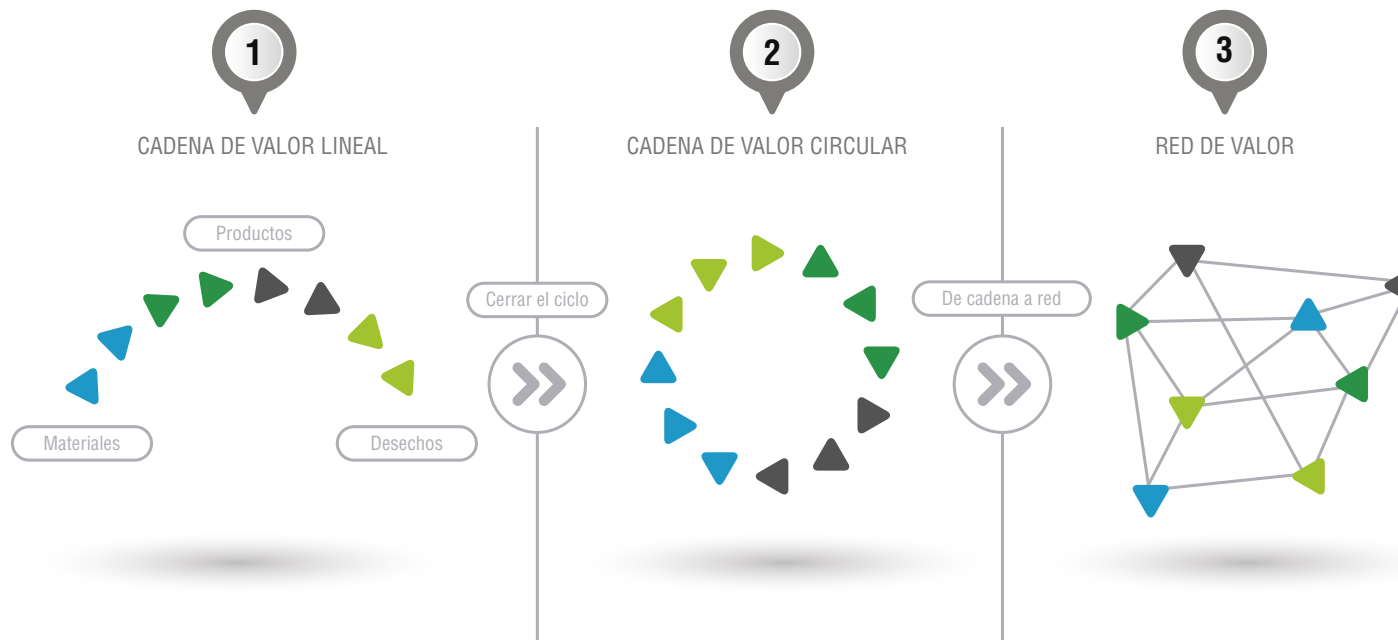 1
CADENA DE VALOR LINEAL
Productos
Materiales
Desechos
Cerrar el ciclo
2
CADENA DE VALOR CIRCULAR
De cadena a red
3
RED DE VALOR